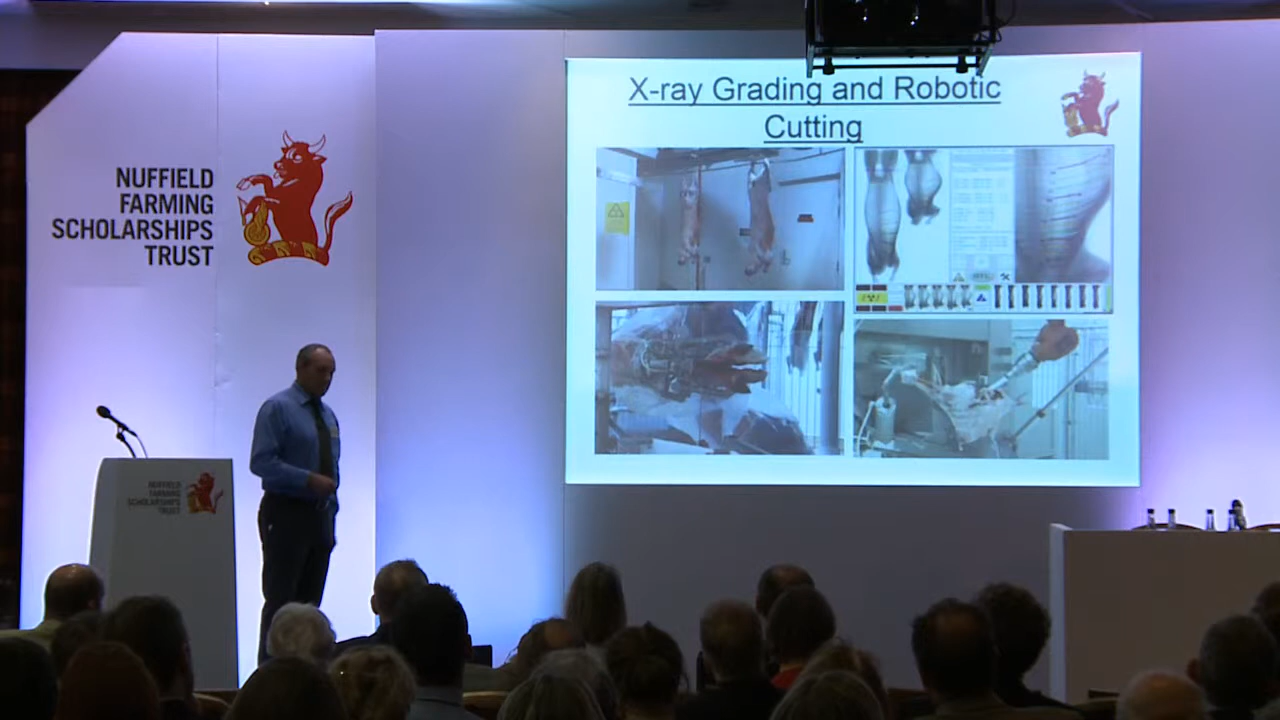 NUFFIELD
FARMING
SCHOLARSHIPS
TRUST
X-ray Grading and Robotic
Cutting
NUFFIELD
FARMING
SCHOLARSHIPS
TRUST